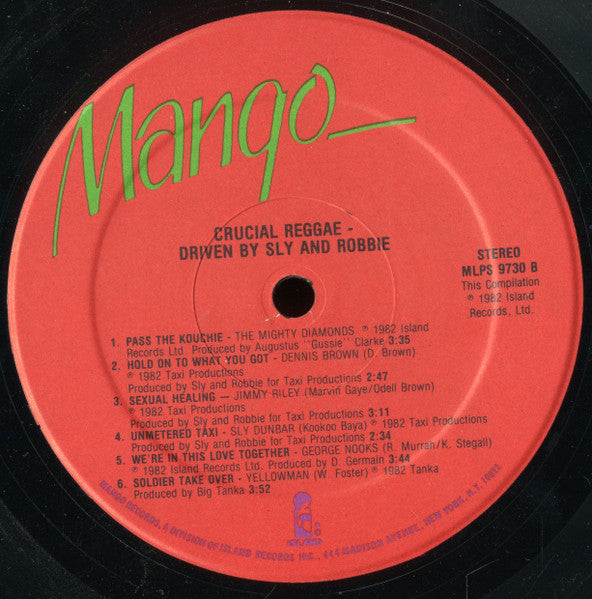 Mango
CRUCIAL REGGAE -
DRIVEN BY SLY AND ROBBIE
STEREO
MLPS 9730 B
This Compilation
℗ 1982 Island
Records, Ltd.
1. PASS THE KOUCHIE - THE MIGHTY DIAMONDS ℗ 1982 Island
Records Ltd. Produced by Augustus "Gussie" Clarke 3:35
2. HOLD ON TO WHAT YOU GOT - DENNIS BROWN (D. Brown)
℗ 1982 Taxi Productions
Produced by Sly and Robbie for Taxi Productions 2:47
3. SEXUAL HEALING — JIMMY RILEY (Marvin Gaye/Odell Brown)
℗ 1982 Taxi Productions
Produced by Sly and Robbie for Taxi Productions 3:11
4. UNMETERED TAXI - SLY DUNBAR (Kookoo Baya) ℗ 1982 Taxi Productions
Produced by Sly and Robbie for Taxi Productions 2:34
5. WE'RE IN THIS LOVE TOGETHER - GEORGE NOOKS (R. Murrah/K. Stegall)
℗ 1982 Island Records Ltd. Produced by D. Germain 3:44
6. SOLDIER TAKE OVER - YELLOWMAN (W. Foster) ℗ 1982 Tanka
Produced by Big Tanka 3:52
MANGO RECORDS, A DIVISION OF ISLAND RECORDS INC., 444 MADISON AVENUE, NEW YORK, N.Y. 10022
ISLAND